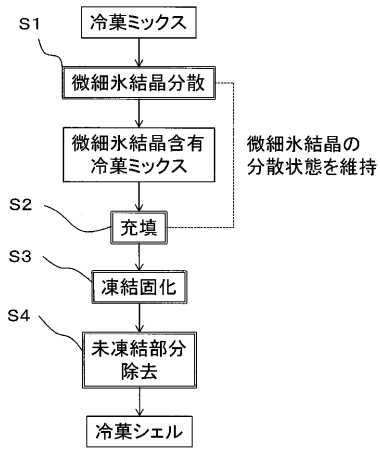 冷菓ミックス
S1
微細氷結晶分散
微細氷結晶含有
冷菓ミックス
微細氷結晶の
分散状態を維持
S2
充填
S3
凍結固化
S4
未凍結部分
除去
冷菓シェル